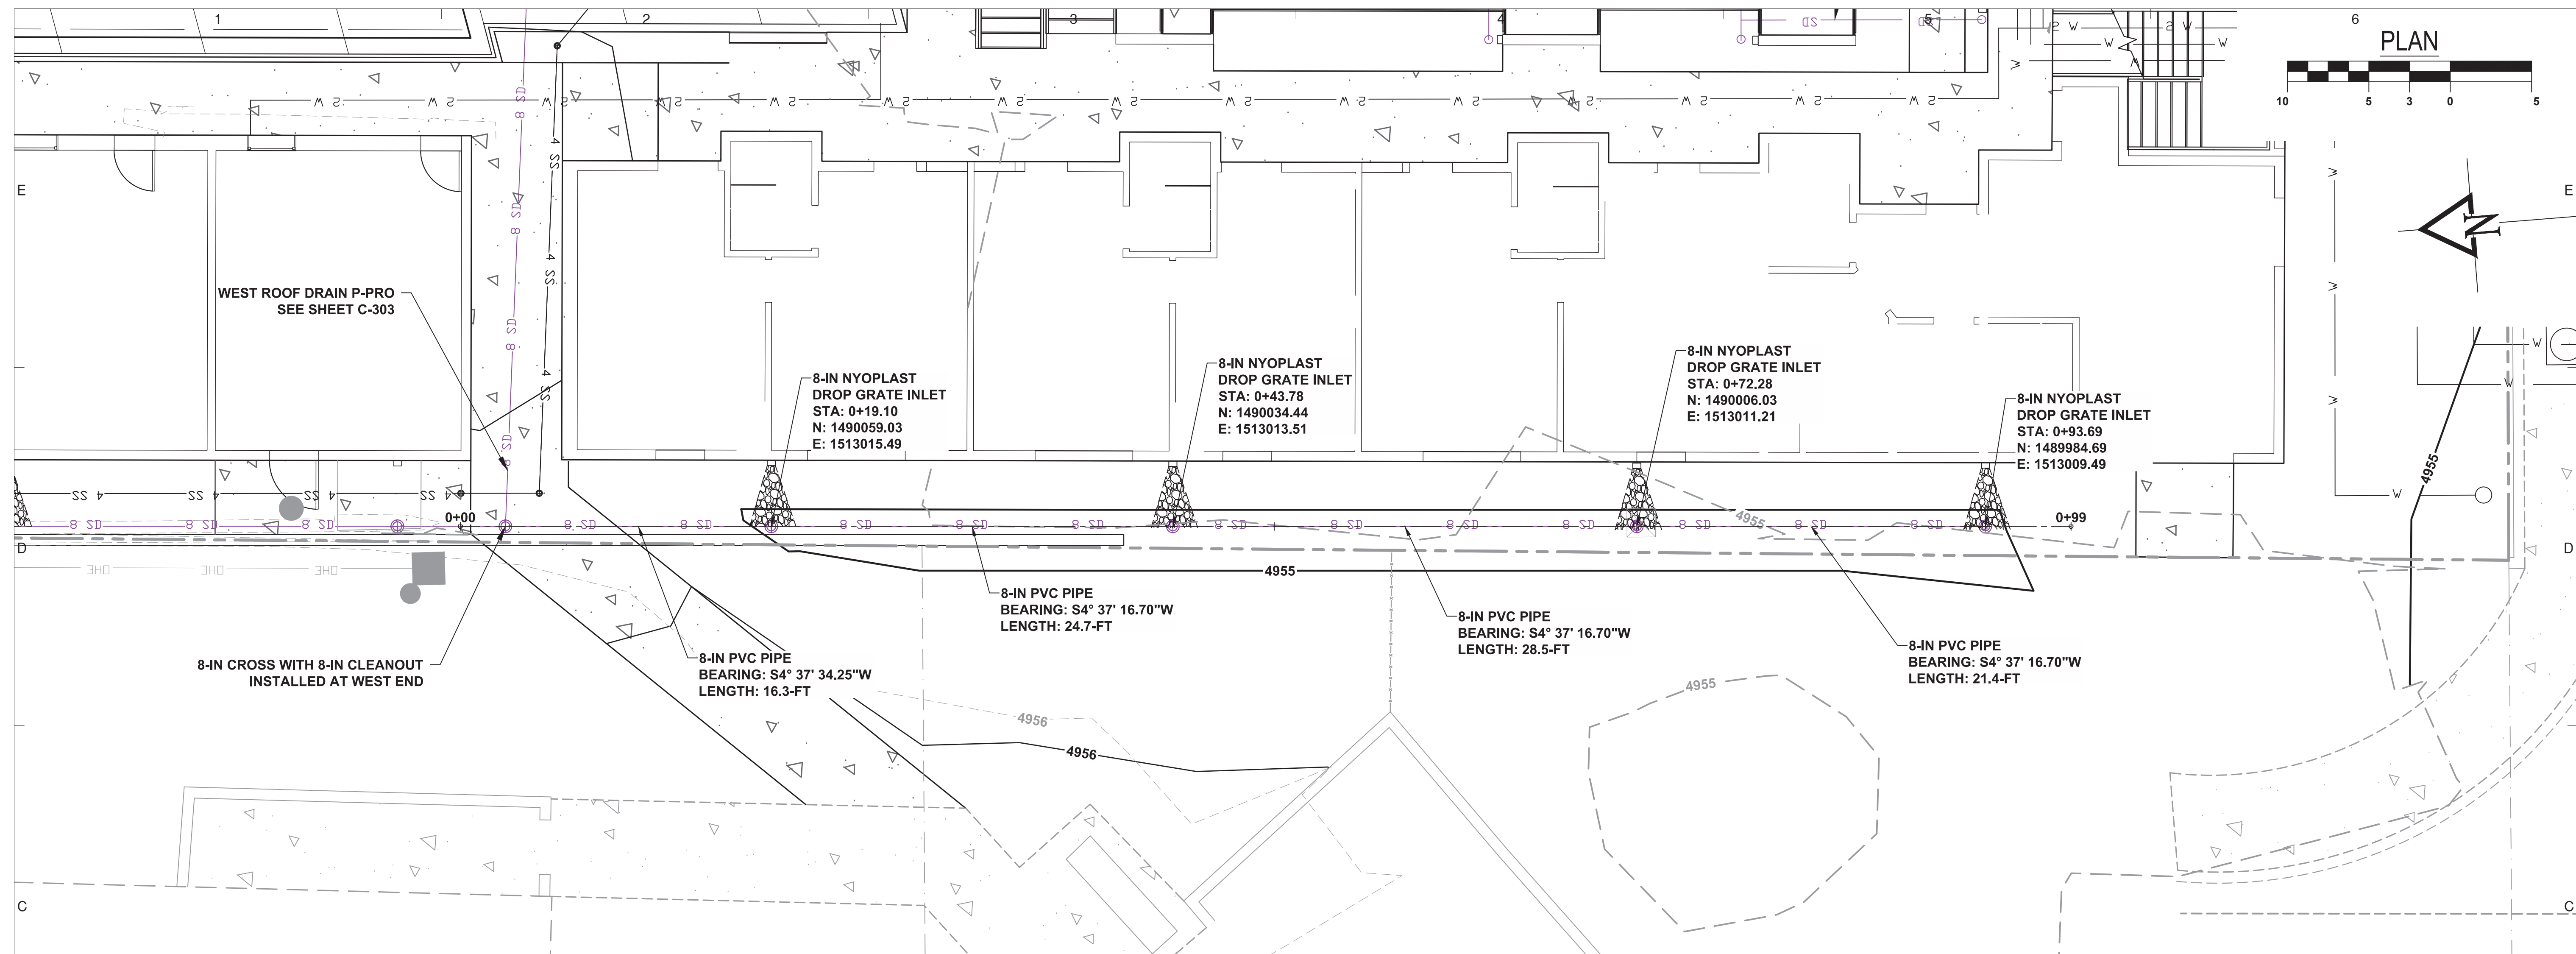 1
2
3
4
5
6
PLAN
10 5 3 0 5
E
E
WEST ROOF DRAIN P-PRO
SEE SHEET C-303
8-IN NYOPLAST
DROP GRATE INLET
STA: 0+19.10
N: 1490059.03
E: 1513015.49
8-IN NYOPLAST
DROP GRATE INLET
STA: 0+43.78
N: 1490034.44
E: 1513013.51
8-IN NYOPLAST
DROP GRATE INLET
STA: 0+72.28
N: 1490006.03
E: 1513011.21
8-IN NYOPLAST
DROP GRATE INLET
STA: 0+93.69
N: 1489984.69
E: 1513009.49
N
4955
0+00
4955
0+99
D
D
4955
OHE OHE OHE
8-IN PVC PIPE
BEARING: S4° 37' 16.70"W
LENGTH: 24.7-FT
8-IN PVC PIPE
BEARING: S4° 37' 16.70"W
LENGTH: 28.5-FT
8-IN PVC PIPE
BEARING: S4° 37' 16.70"W
LENGTH: 21.4-FT
8-IN CROSS WITH 8-IN CLEANOUT
INSTALLED AT WEST END
8-IN PVC PIPE
BEARING: S4° 37' 34.25"W
LENGTH: 16.3-FT
4955
4956
4956
C
C